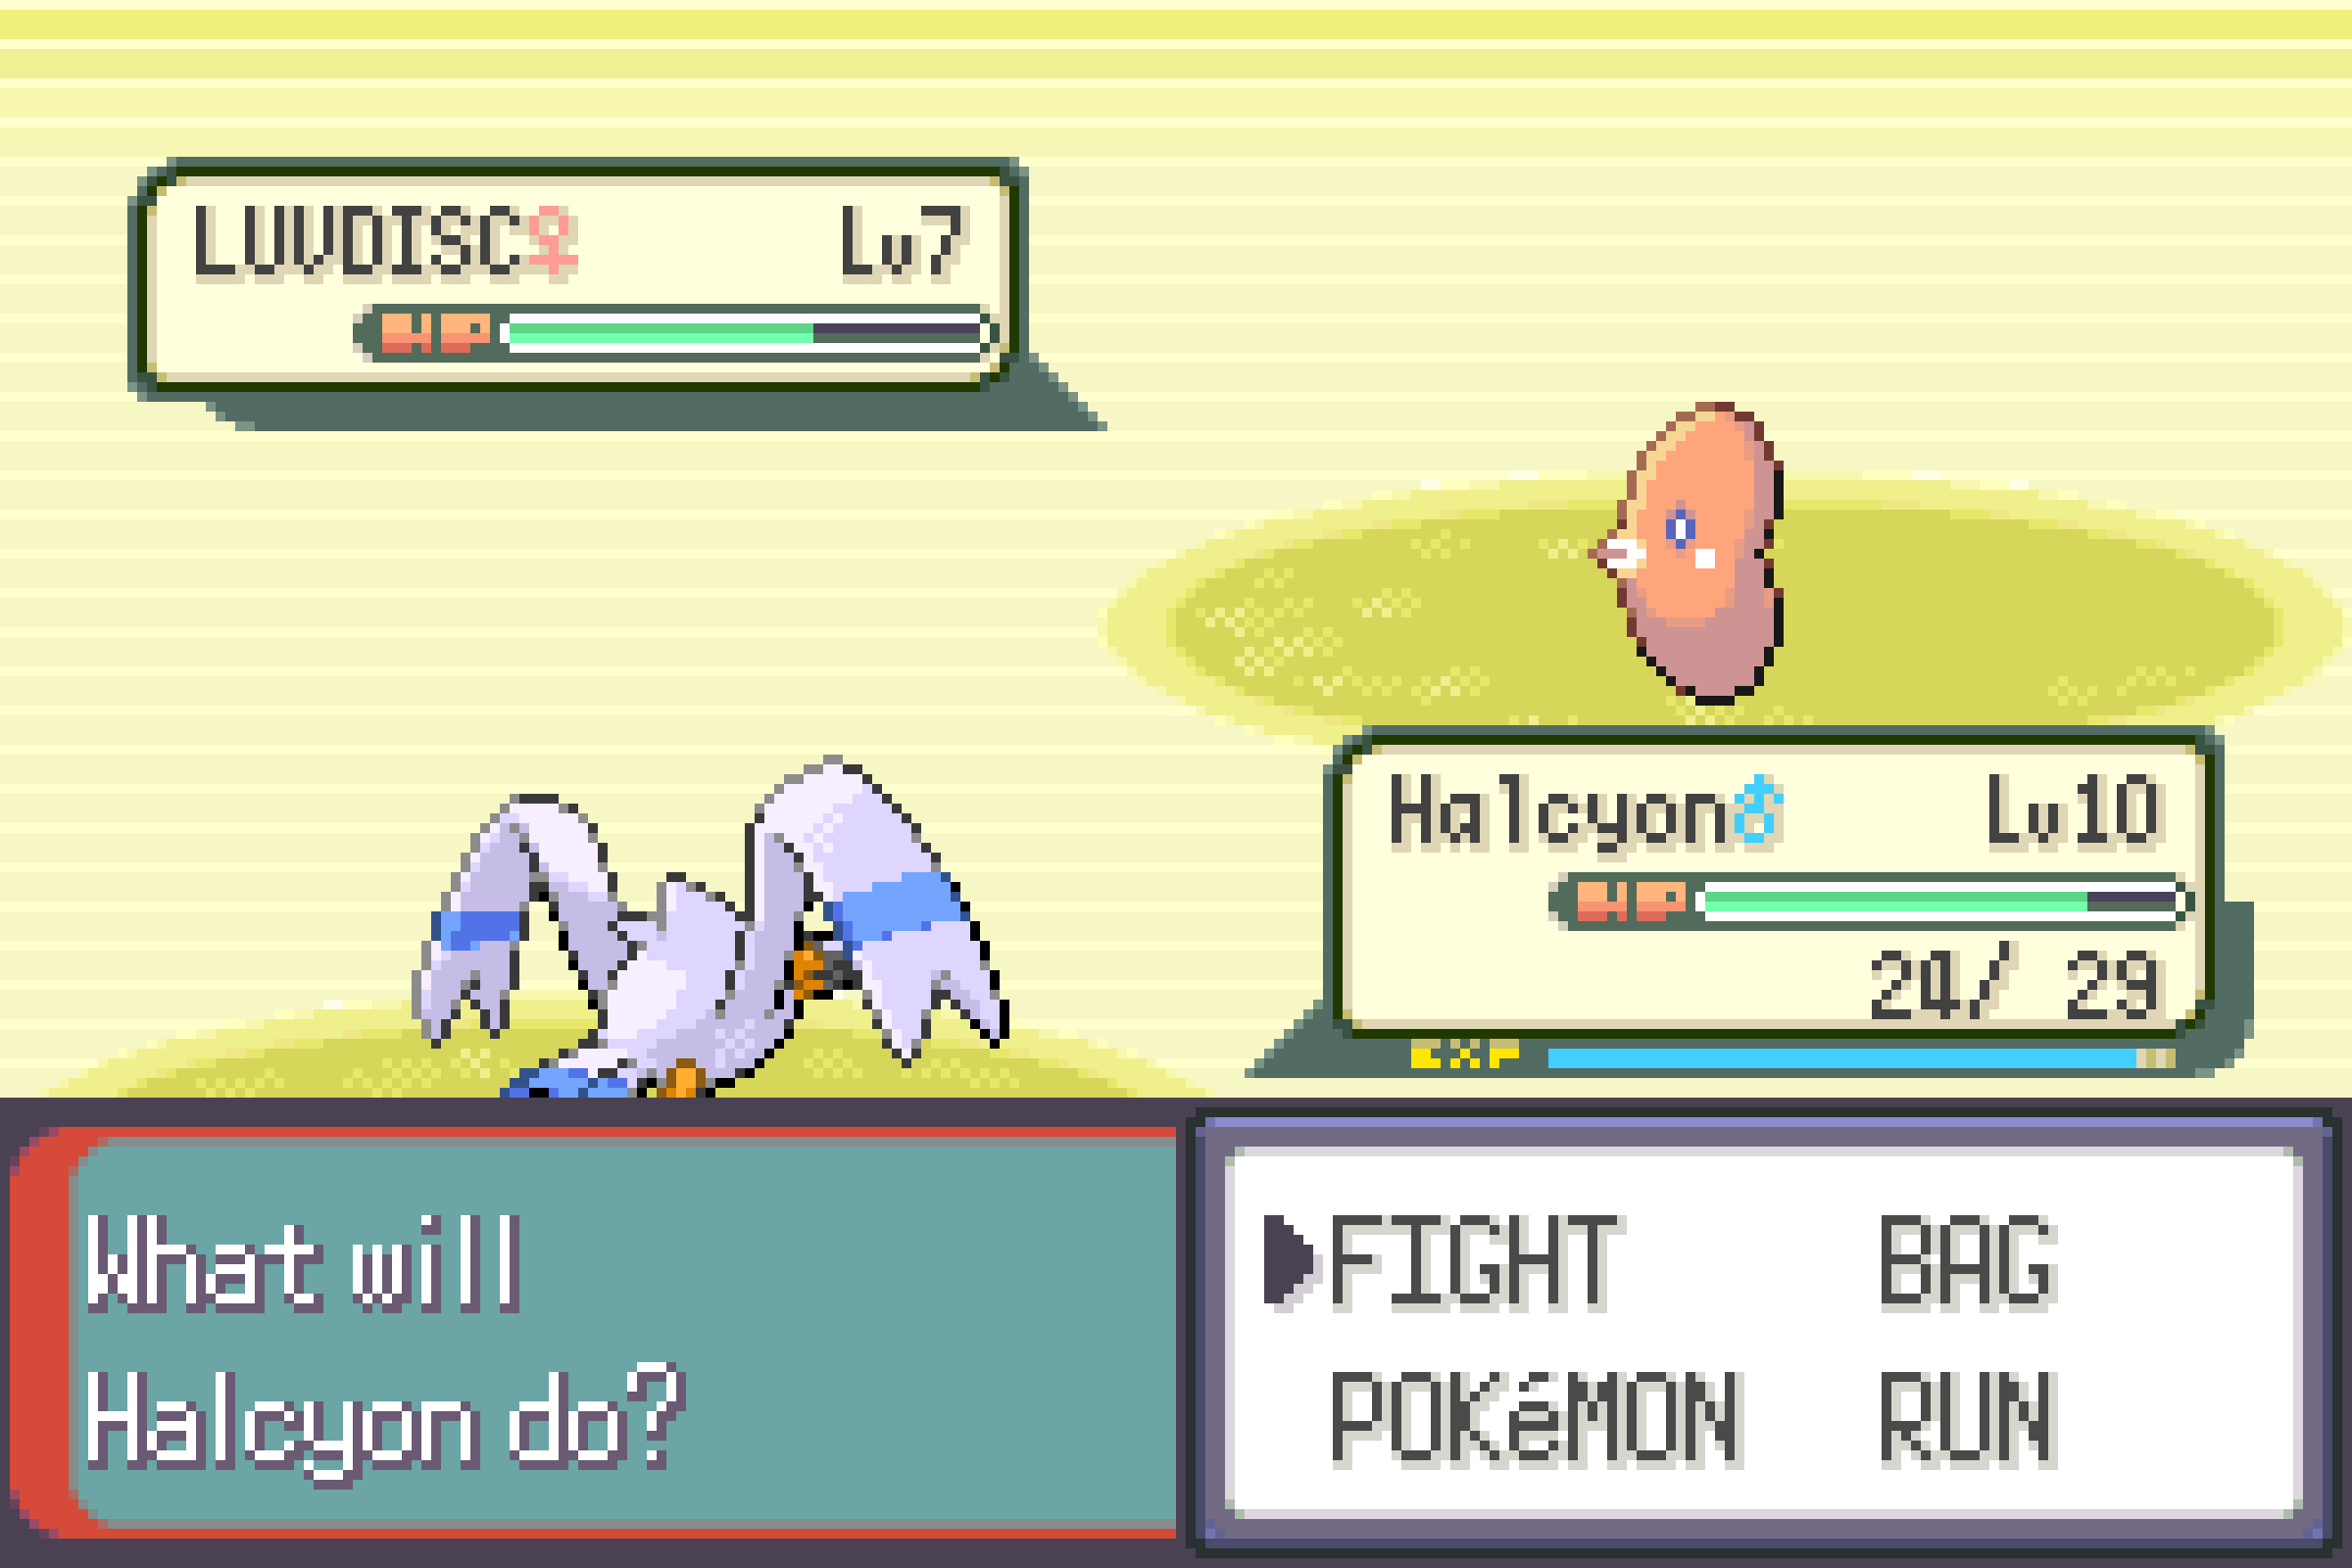 LUVDISC♀ Lv7
HP
Halcyon♂ Lv10
HP
24/ 29
EXP
What will
Halcyon do?
▶FIGHT BAG
POKéMON RUN